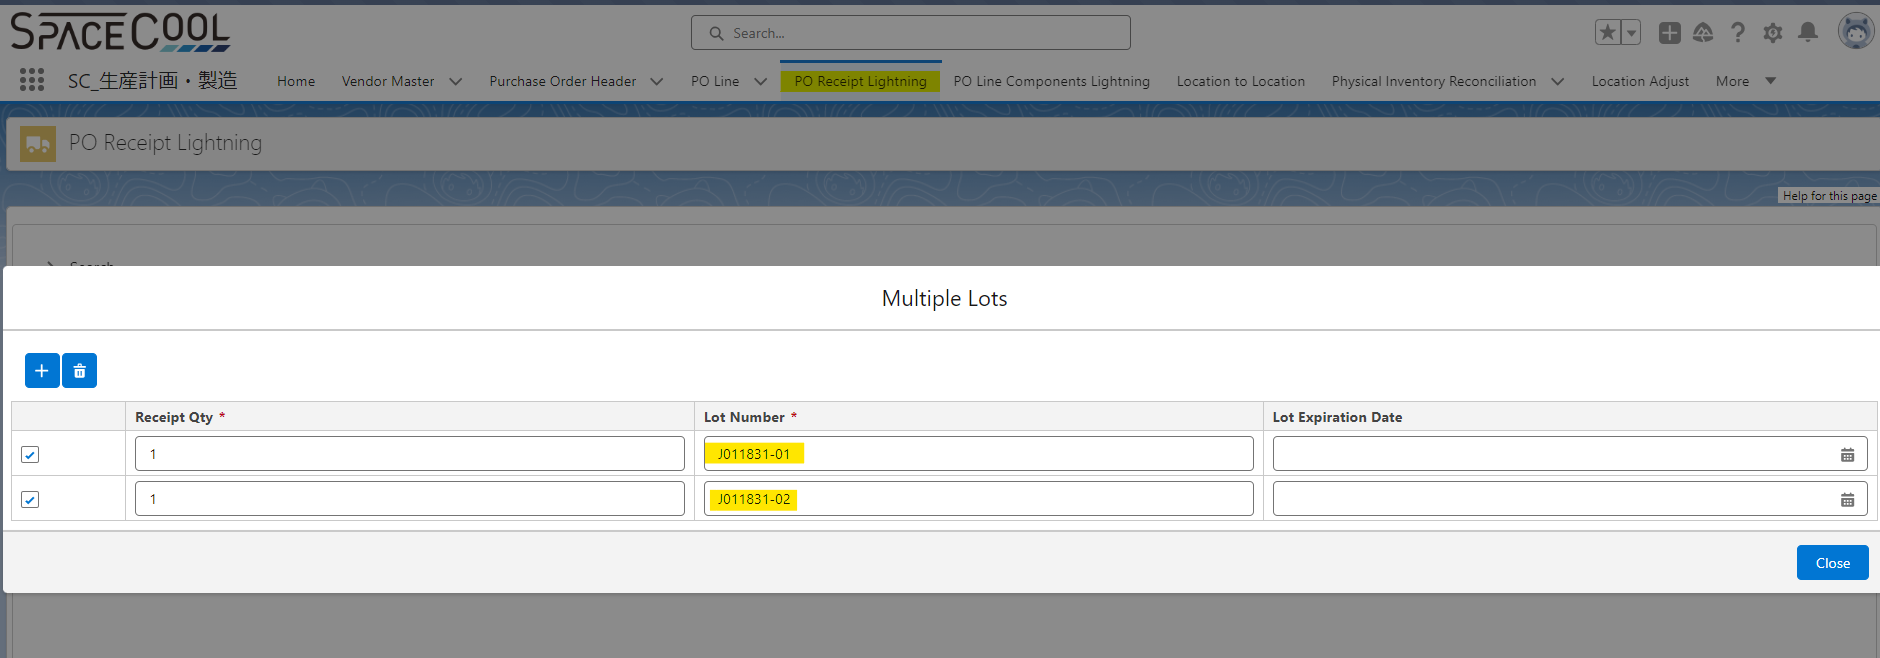 SPACECOOL
Search...
SC_生産計画・製造
Home
Vendor Master
Purchase Order Header
PO Line
PO Receipt Lightning
PO Line Components Lightning
Location to Location
Physical Inventory Reconciliation
Location Adjust
More
PO Receipt Lightning
Help for this page
Search
Multiple Lots
Receipt Qty *
Lot Number *
Lot Expiration Date
1
J011831-01
1
J011831-02
Close